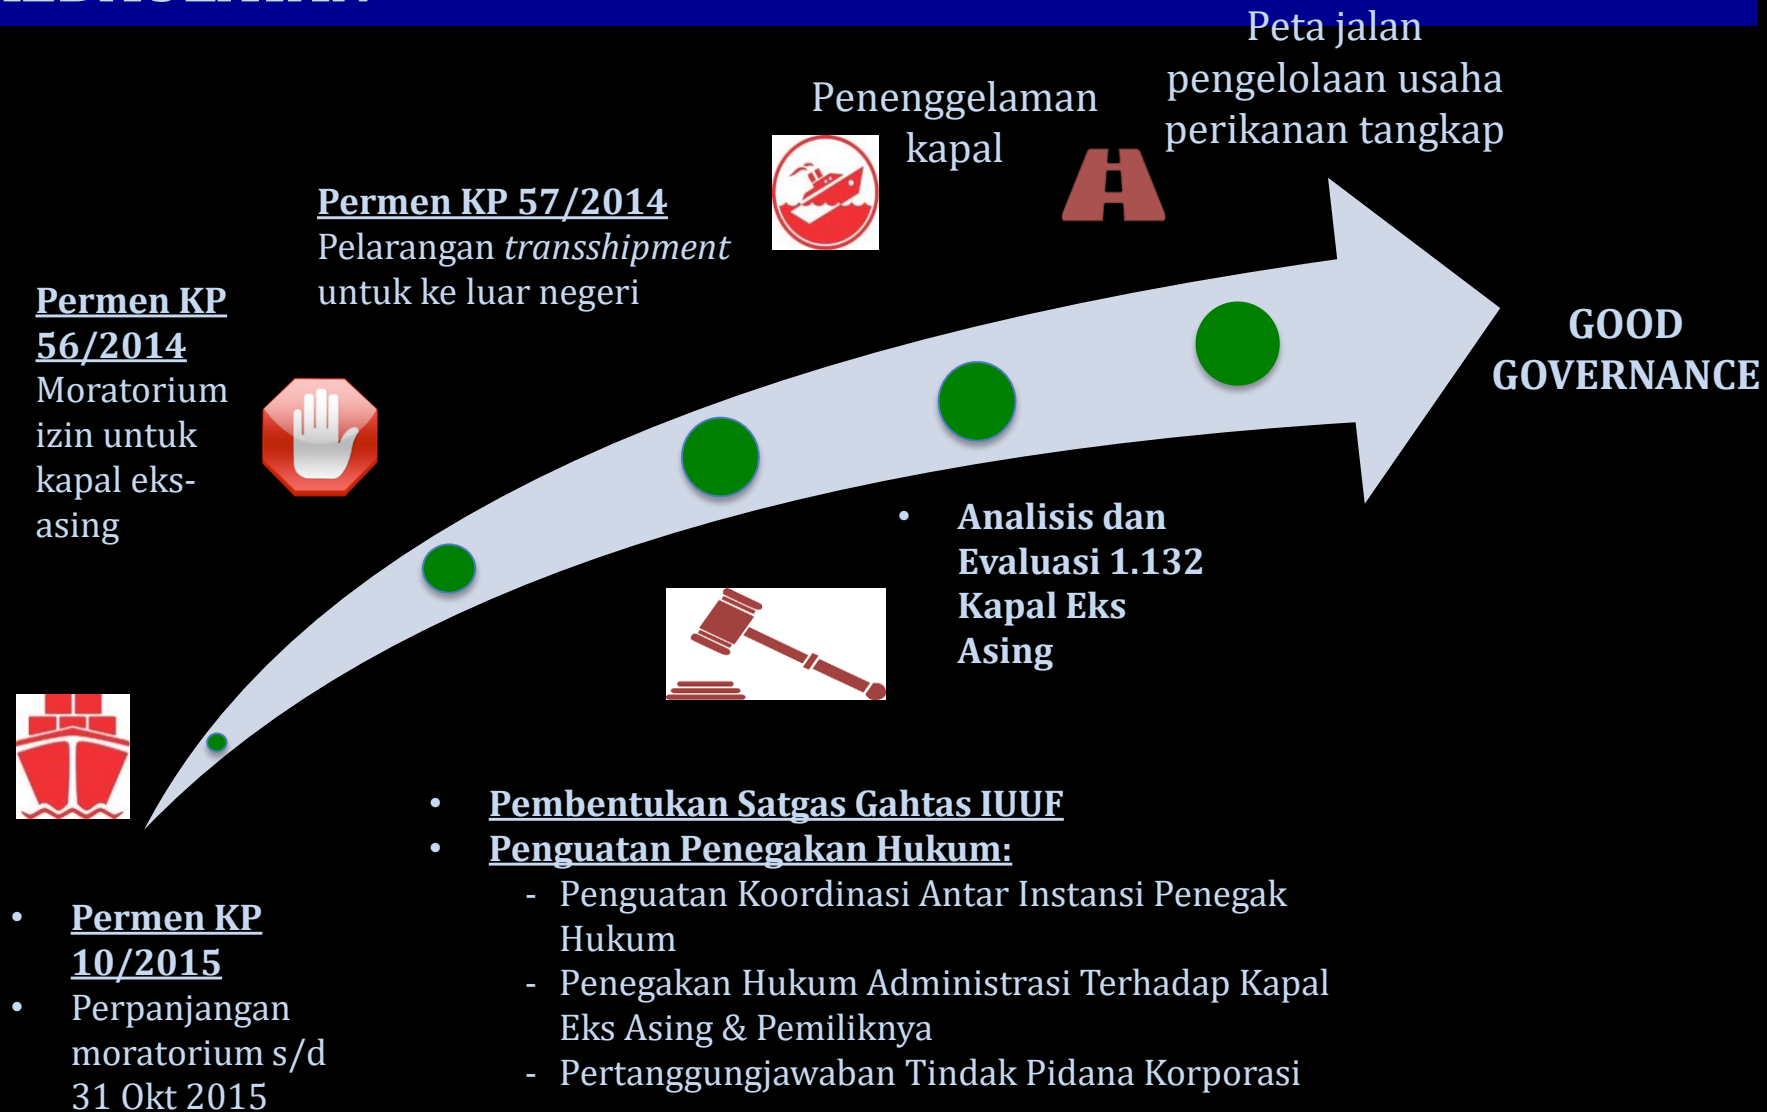 Peta jalan
pengelolaan usaha
perikanan tangkap
Penenggelaman
kapal
Permen KP 57/2014
Pelarangan transshipment
untuk ke luar negeri
Permen KP
56/2014
Moratorium
izin untuk
kapal eks-
asing
GOOD
GOVERNANCE
• Analisis dan
Evaluasi 1.132
Kapal Eks
Asing
• Pembentukan Satgas Gahtas IUUF
• Penguatan Penegakan Hukum:
- Penguatan Koordinasi Antar Instansi Penegak
Hukum
- Penegakan Hukum Administrasi Terhadap Kapal
Eks Asing & Pemiliknya
- Pertanggungjawaban Tindak Pidana Korporasi
• Permen KP
10/2015
• Perpanjangan
moratorium s/d
31 Okt 2015